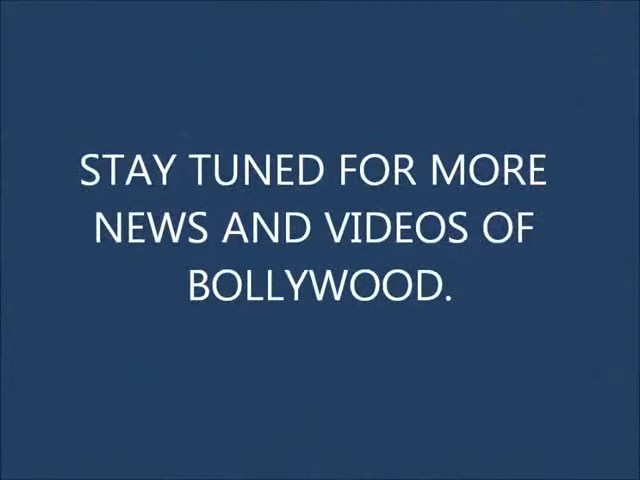 STAY TUNED FOR MORE
NEWS AND VIDEOS OF
BOLLYWOOD.